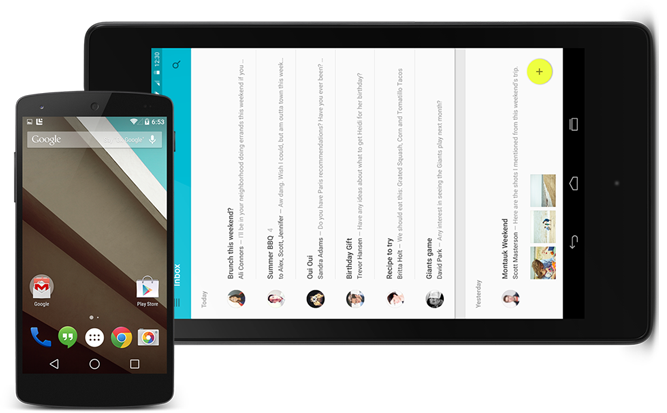 6:53
Google
Google
Play Store
12:30
Inbox
Today
Brunch this weekend?
Ali Connors – I'll be in your neighborhood doing errands this weekend if you ...
Summer BBQ 4
to Alex, Scott, Jennifer – Aw dang. Wish I could, but am outta town this week...
Oui Oui
Sandra Adams – Do you have Paris recommendations? Have you ever been? ...
Birthday Gift
Trevor Hansen – Have any ideas about what to get Heidi for her birthday?
Recipe to try
Britta Holt – We should eat this: Grated Squash, Corn and Tomatillo Tacos
Giants game
David Park – Any interest in seeing the Giants play next month?
Yesterday
Montauk Weekend
Scott Masterson – Here are the shots I mentioned from this weekend's trip.